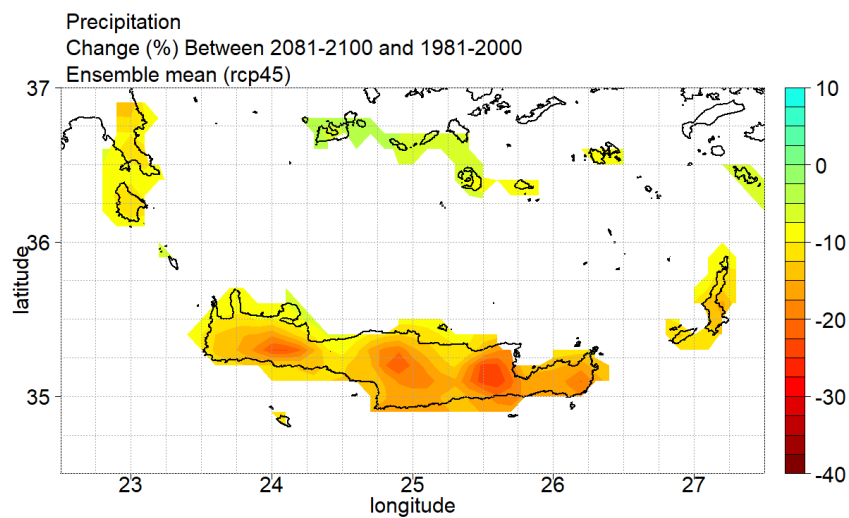 Precipitation
Change (%) Between 2081-2100 and 1981-2000
Ensemble mean (rcp45)
37
36
35
latitude
23
24
25
26
27
longitude
10
0
-10
-20
-30
-40